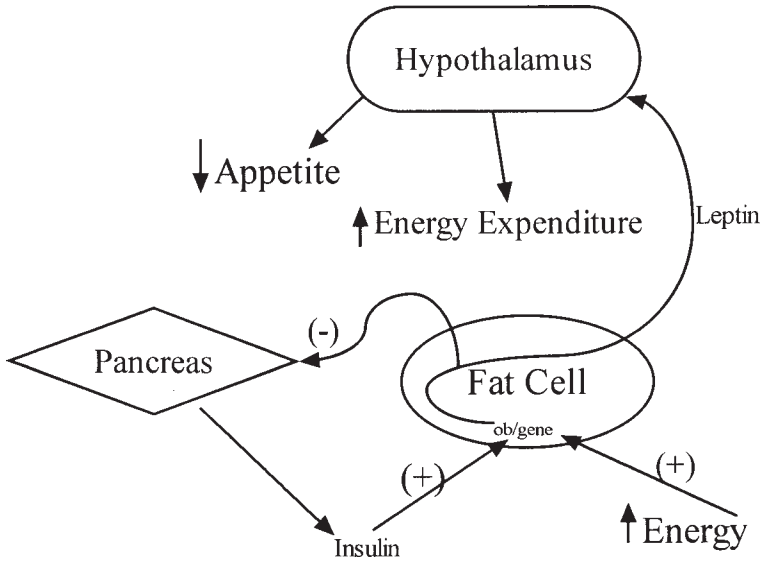 Hypothalamus
Appetite
Energy Expenditure
Leptin
(-)
Pancreas
Fat Cell
ob/gene
(+)
(+)
Energy
Insulin